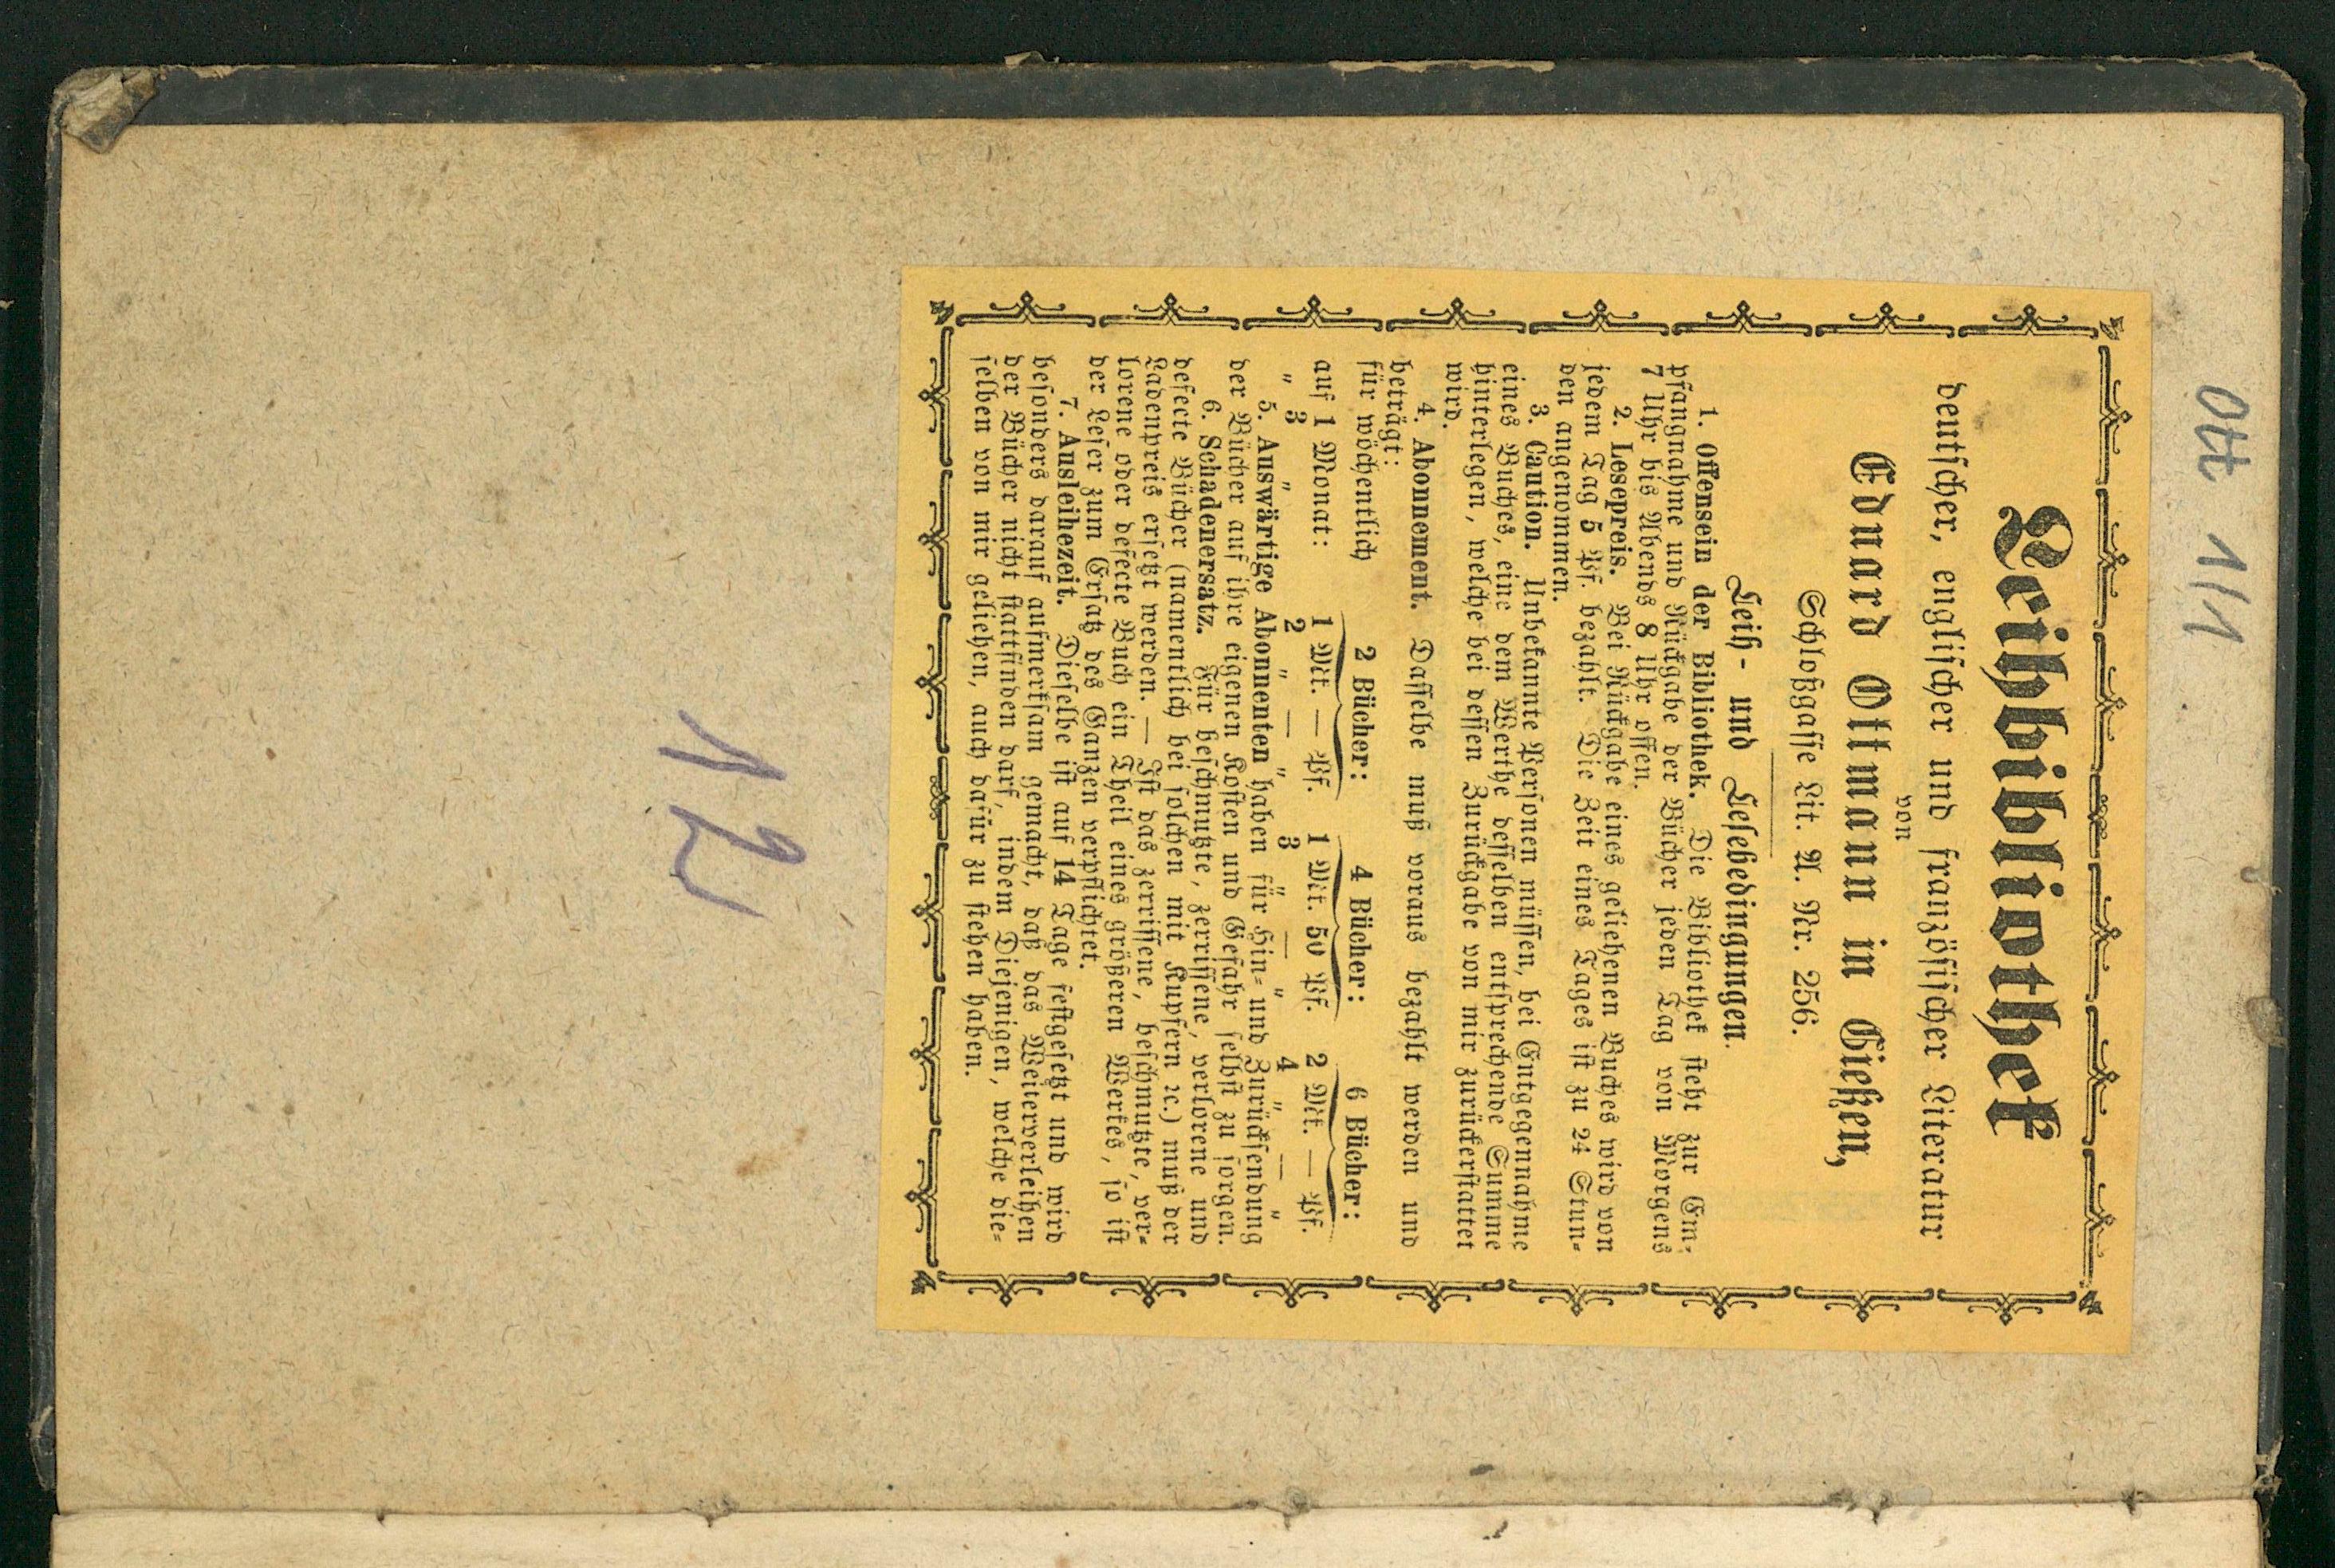 Ott 1/1
Leihbibliothek
deutscher, englischer und französischer Literatur
von
Eduard Ottmann in Gießen,
Schloßgasse Lit. A. Nr. 256.
Leih- und Lesebedingungen.
1. Offensein der Bibliothek. Die Bibliothek steht zur Em-
pfangnahme und Rückgabe der Bücher jeden Tag von Morgens
7 Uhr bis Abends 8 Uhr offen.
2. Lesepreis. Bei Rückgabe eines geliehenen Buches wird von
jedem Tag 5 Pf. bezahlt. Die Zeit eines Tages ist zu 24 Stun-
den angenommen.
3. Caution. Unbekannte Personen müssen, bei Entgegennahme
eines Buches, eine dem Werthe desselben entsprechende Summe
hinterlegen, welche bei dessen Zurückgabe von mir zurückerstattet
wird.
4. Abonnement. Dasselbe muß voraus bezahlt werden und
beträgt:
für wöchentlich 2 Bücher: 4 Bücher: 6 Bücher:
auf 1 Monat: 1 Mk. — Pf. 1 Mk. 50 Pf. 2 Mk. — Pf.
" 3 " 2 " — " 3 " — " 4 " — "
5. Auswärtige Abonnenten haben für Hin- und Zurücksendung
der Bücher auf ihre eigenen Kosten und Gefahr selbst zu sorgen.
6. Schadenersatz. Für beschmutzte, zerrissene, verlorene und
defecte Bücher (namentlich bei solchen mit Kupfern ꝛc.) muß der
Ladenpreis ersetzt werden. — Ist das zerrissene, beschmutzte, ver-
lorene oder defecte Buch ein Theil eines größeren Werkes, so ist
der Leser zum Ersatz des Ganzen verpflichtet.
7. Ausleihezeit. Dieselbe ist auf 14 Tage festgesetzt und wird
besonders darauf aufmerksam gemacht, daß das Weiterverleihen
der Bücher nicht stattfinden darf, indem Diejenigen, welche die-
selben von mir geliehen, auch dafür zu stehen haben.
12